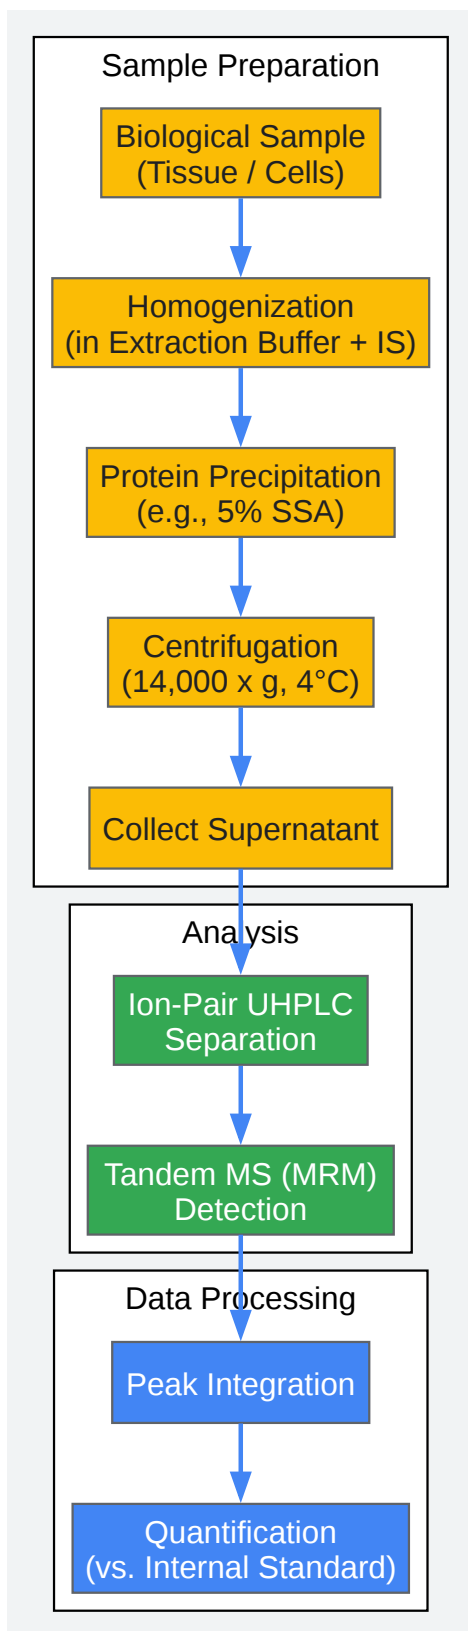 Sample Preparation
Biological Sample
(Tissue / Cells)
Homogenization
(in Extraction Buffer + IS)
Protein Precipitation
(e.g., 5% SSA)
Centrifugation
(14,000 x g, 4°C)
Collect Supernatant
Analysis
Ion-Pair UHPLC
Separation
Tandem MS (MRM)
Detection
Data Processing
Peak Integration
Quantification
(vs. Internal Standard)